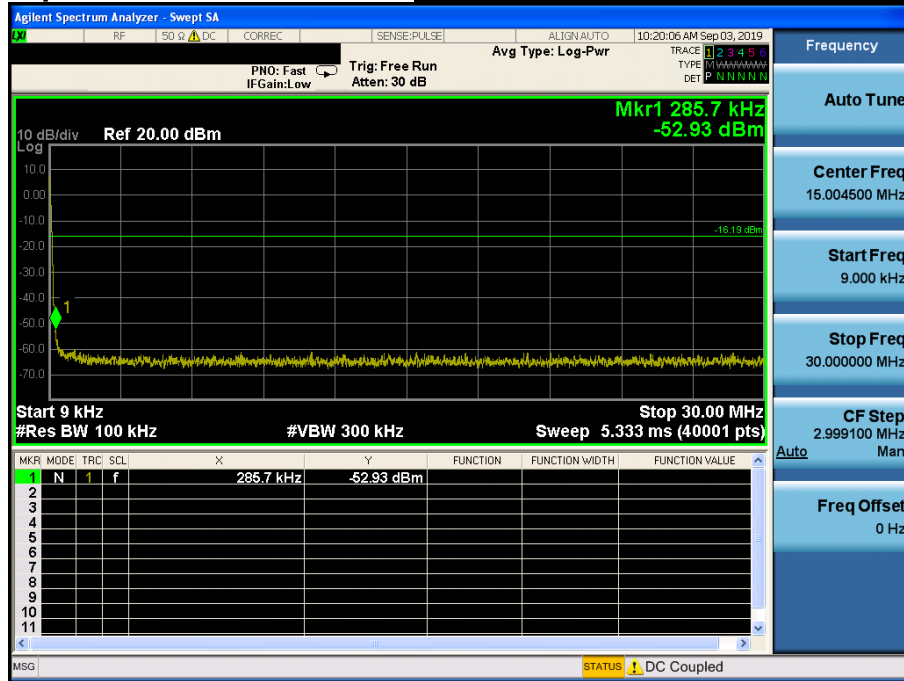 Agilent Spectrum Analyzer - Swept SA
LXI RF 50 Ω DC CORREC SENSE:PULSE ALIGNAUTO 10:20:06 AM Sep 03, 2019
Avg Type: Log-Pwr TRACE 1 2 3 4 5 6
PNO: Fast Trig: Free Run TYPE M WWWWW
IFGain:Low Atten: 30 dB DET P N N N N N
Mkr1 285.7 kHz
-52.93 dBm
10 dB/div Ref 20.00 dBm
Log
10.0
0.00
-10.0
-16.19 dBm
-20.0
-30.0
-40.0
1
-50.0
-60.0
-70.0
Start 9 kHz Stop 30.00 MHz
#Res BW 100 kHz #VBW 300 kHz Sweep 5.333 ms (40001 pts)
MKR MODE TRC SCL X Y FUNCTION FUNCTION WIDTH FUNCTION VALUE
1 N 1 f 285.7 kHz -52.93 dBm
2
3
4
5
6
7
8
9
10
11
MSG STATUS DC Coupled
Frequency
Auto Tune
Center Freq
15.004500 MHz
Start Freq
9.000 kHz
Stop Freq
30.000000 MHz
CF Step
2.999100 MHz
Auto Man
Freq Offset
0 Hz